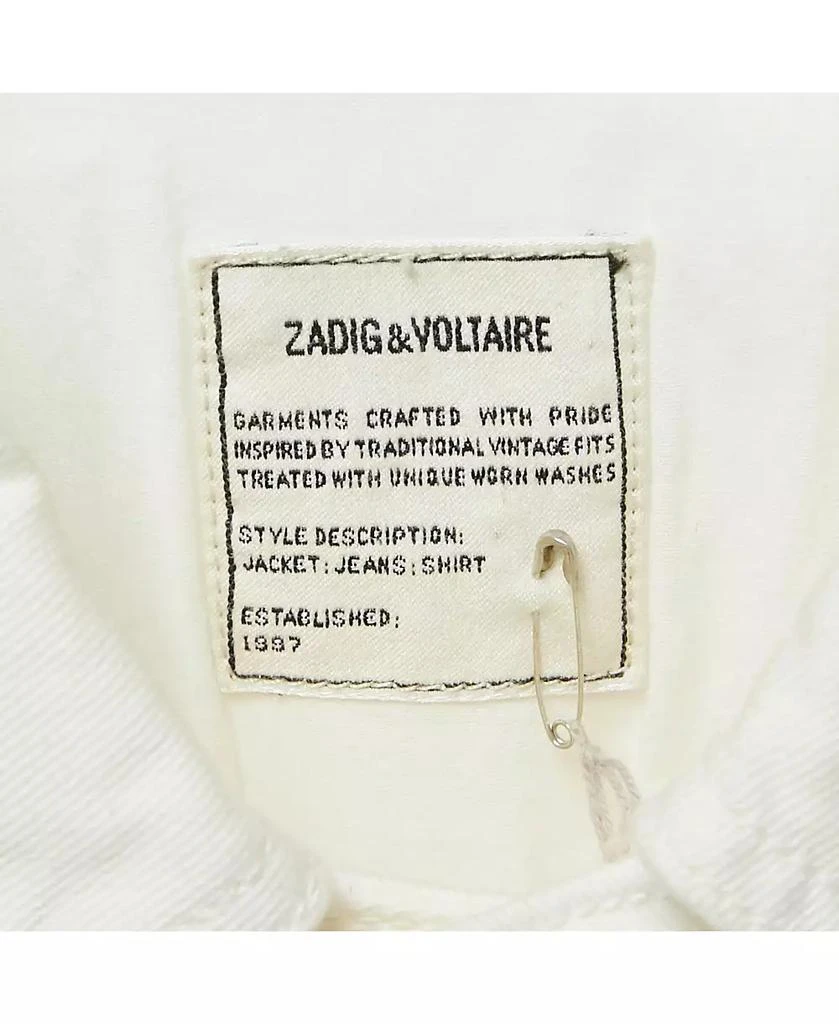 ZADIG&VOLTAIRE
GARMENTS CRAFTED WITH PRIDE
INSPIRED BY TRADITIONAL VINTAGE FITS
TREATED WITH UNIQUE WORN WASHES
STYLE DESCRIPTION:
JACKET; JEANS; SHIRT
ESTABLISHED:
1997